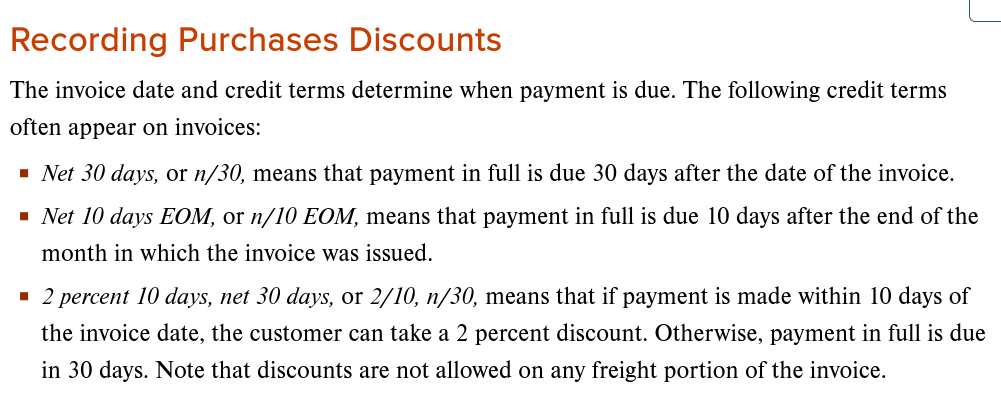 Recording Purchases Discounts
The invoice date and credit terms determine when payment is due. The following credit terms
often appear on invoices:
▪ Net 30 days, or n/30, means that payment in full is due 30 days after the date of the invoice.
▪ Net 10 days EOM, or n/10 EOM, means that payment in full is due 10 days after the end of the
month in which the invoice was issued.
▪ 2 percent 10 days, net 30 days, or 2/10, n/30, means that if payment is made within 10 days of
the invoice date, the customer can take a 2 percent discount. Otherwise, payment in full is due
in 30 days. Note that discounts are not allowed on any freight portion of the invoice.